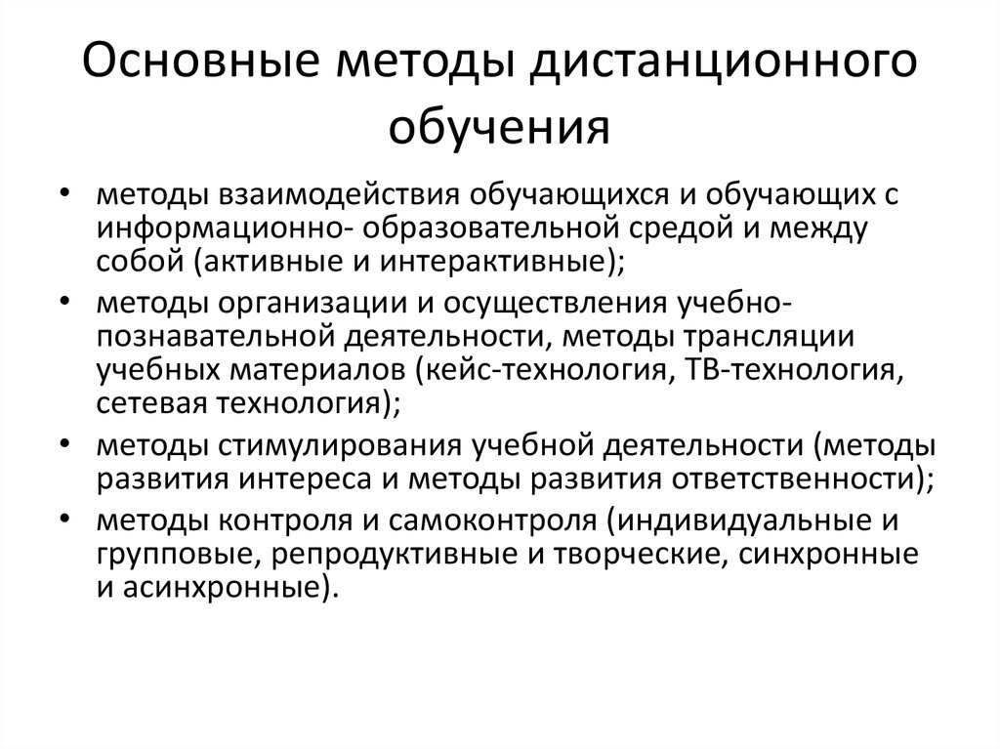 Основные методы дистанционного
обучения
• методы взаимодействия обучающихся и обучающих с
информационно- образовательной средой и между
собой (активные и интерактивные);
• методы организации и осуществления учебно-
познавательной деятельности, методы трансляции
учебных материалов (кейс-технология, ТВ-технология,
сетевая технология);
• методы стимулирования учебной деятельности (методы
развития интереса и методы развития ответственности);
• методы контроля и самоконтроля (индивидуальные и
групповые, репродуктивные и творческие, синхронные
и асинхронные).